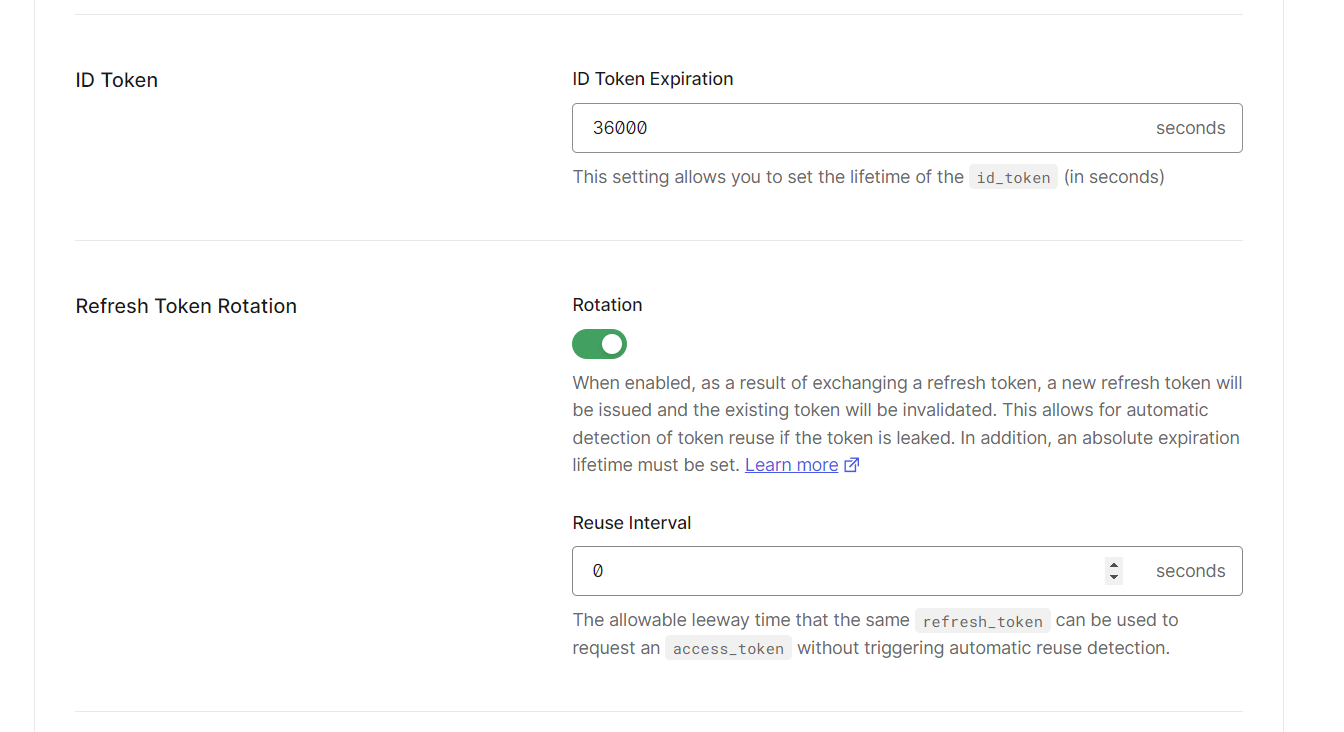 ID Token
ID Token Expiration
36000 seconds
This setting allows you to set the lifetime of the id_token (in seconds)
Refresh Token Rotation
Rotation
When enabled, as a result of exchanging a refresh token, a new refresh token will
be issued and the existing token will be invalidated. This allows for automatic
detection of token reuse if the token is leaked. In addition, an absolute expiration
lifetime must be set. Learn more
Reuse Interval
0 seconds
The allowable leeway time that the same refresh_token can be used to
request an access_token without triggering automatic reuse detection.